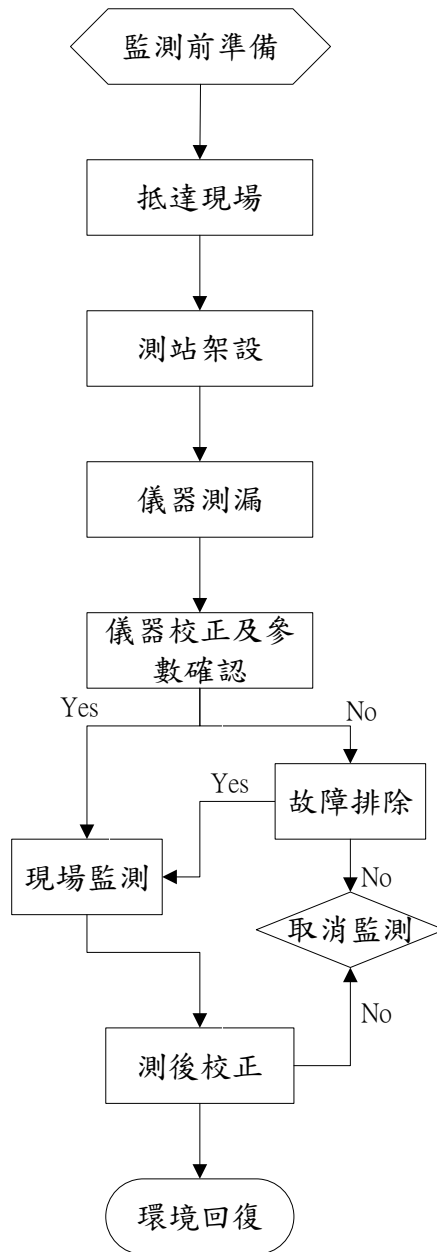 監測前準備
抵達現場
測站架設
儀器測漏
儀器校正及參
數確認
Yes
No
Yes
故障排除
現場監測
No
取消監測
No
測後校正
環境回復